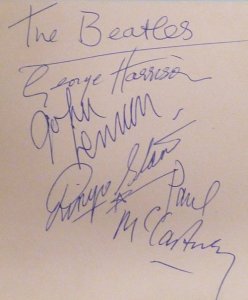 The Beatles
George Harrison
John
Lennon
Ringo Starr
Paul
McCartney